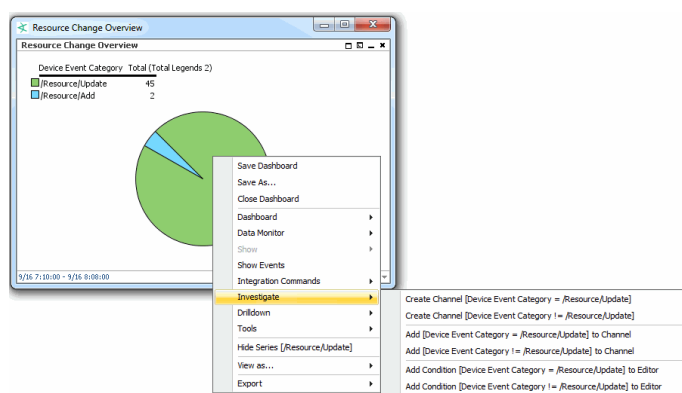 Resource Change Overview
Resource Change Overview
Device Event Category Total (Total Legends 2)
/Resource/Update 45
/Resource/Add 2
9/16 7:10:00 - 9/16 8:08:00
Save Dashboard
Save As...
Close Dashboard
Dashboard
Data Monitor
Show
Show Events
Integration Commands
Investigate
Drilldown
Tools
Hide Series [/Resource/Update]
View as...
Export
Create Channel [Device Event Category = /Resource/Update]
Create Channel [Device Event Category != /Resource/Update]
Add [Device Event Category = /Resource/Update] to Channel
Add [Device Event Category != /Resource/Update] to Channel
Add Condition [Device Event Category = /Resource/Update] to Editor
Add Condition [Device Event Category != /Resource/Update] to Editor